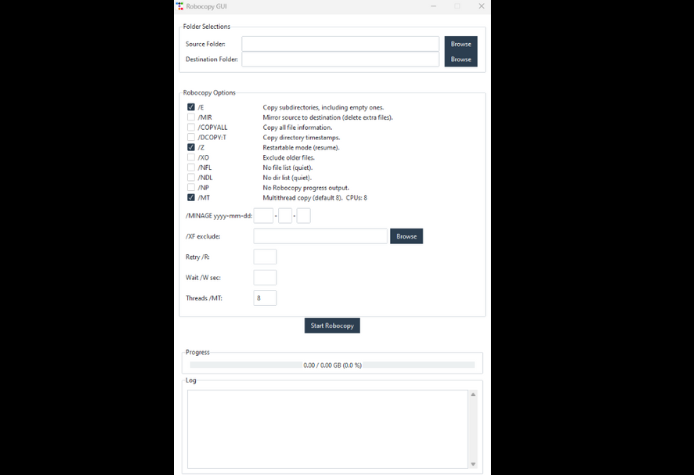 Robocopy GUI
Folder Selections
Source Folder: Browse
Destination Folder: Browse
Robocopy Options
/E Copy subdirectories, including empty ones.
/MIR Mirror source to destination (delete extra files).
/COPYALL Copy all file information.
/DCOPY:T Copy directory timestamps.
/Z Restartable mode (resume).
/XO Exclude older files.
/NFL No file list (quiet).
/NDL No dir list (quiet).
/NP No Robocopy progress output.
/MT Multithread copy (default 8). CPUs: 8
/MINAGE yyyy-mm-dd: - -
/XF exclude: Browse
Retry /R:
Wait /W sec:
Threads /MT: 8
Start Robocopy
Progress
0.00 / 0.00 GB (0.0 %)
Log